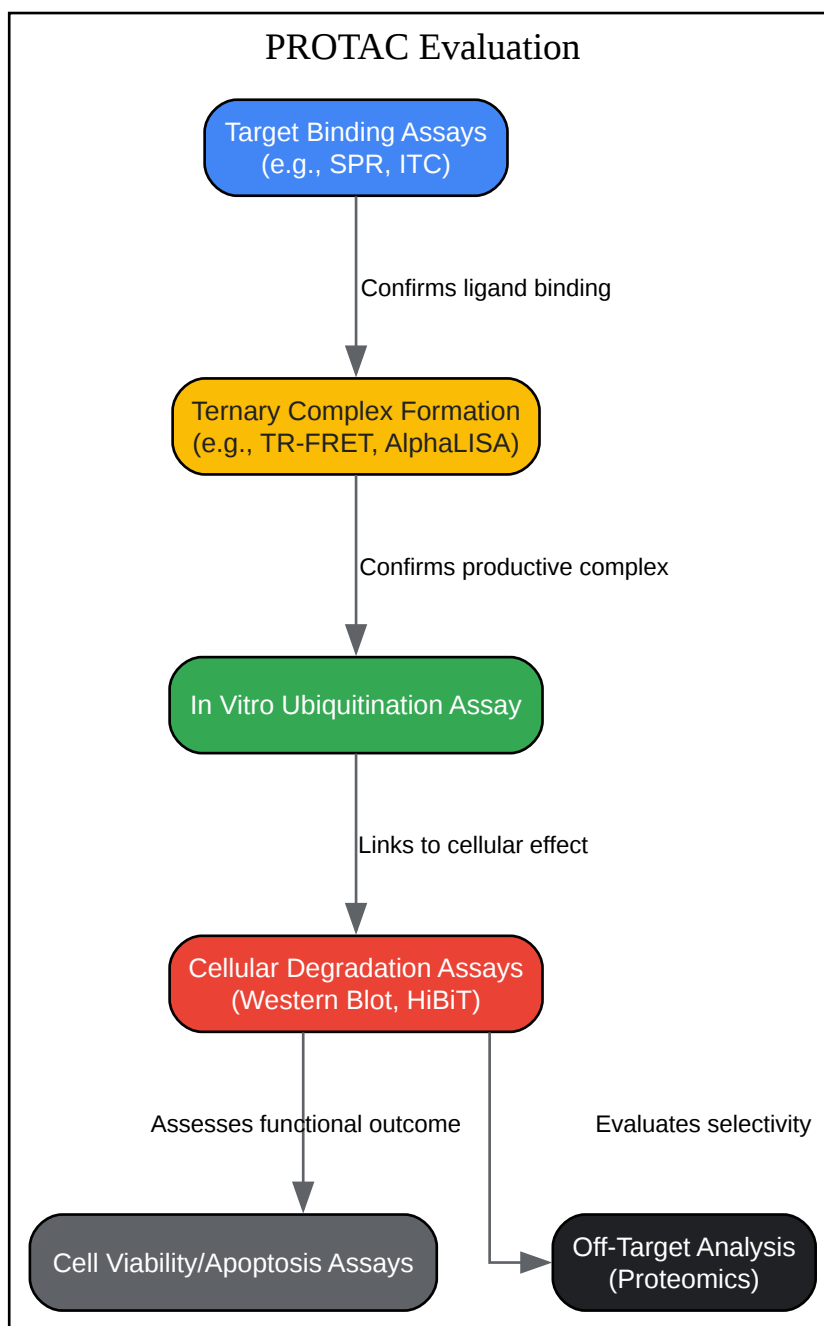 PROTAC Evaluation
Target Binding Assays
(e.g., SPR, ITC)
Confirms ligand binding
Ternary Complex Formation
(e.g., TR-FRET, AlphaLISA)
Confirms productive complex
In Vitro Ubiquitination Assay
Links to cellular effect
Cellular Degradation Assays
(Western Blot, HiBiT)
Assesses functional outcome
Evaluates selectivity
Cell Viability/Apoptosis Assays
Off-Target Analysis
(Proteomics)